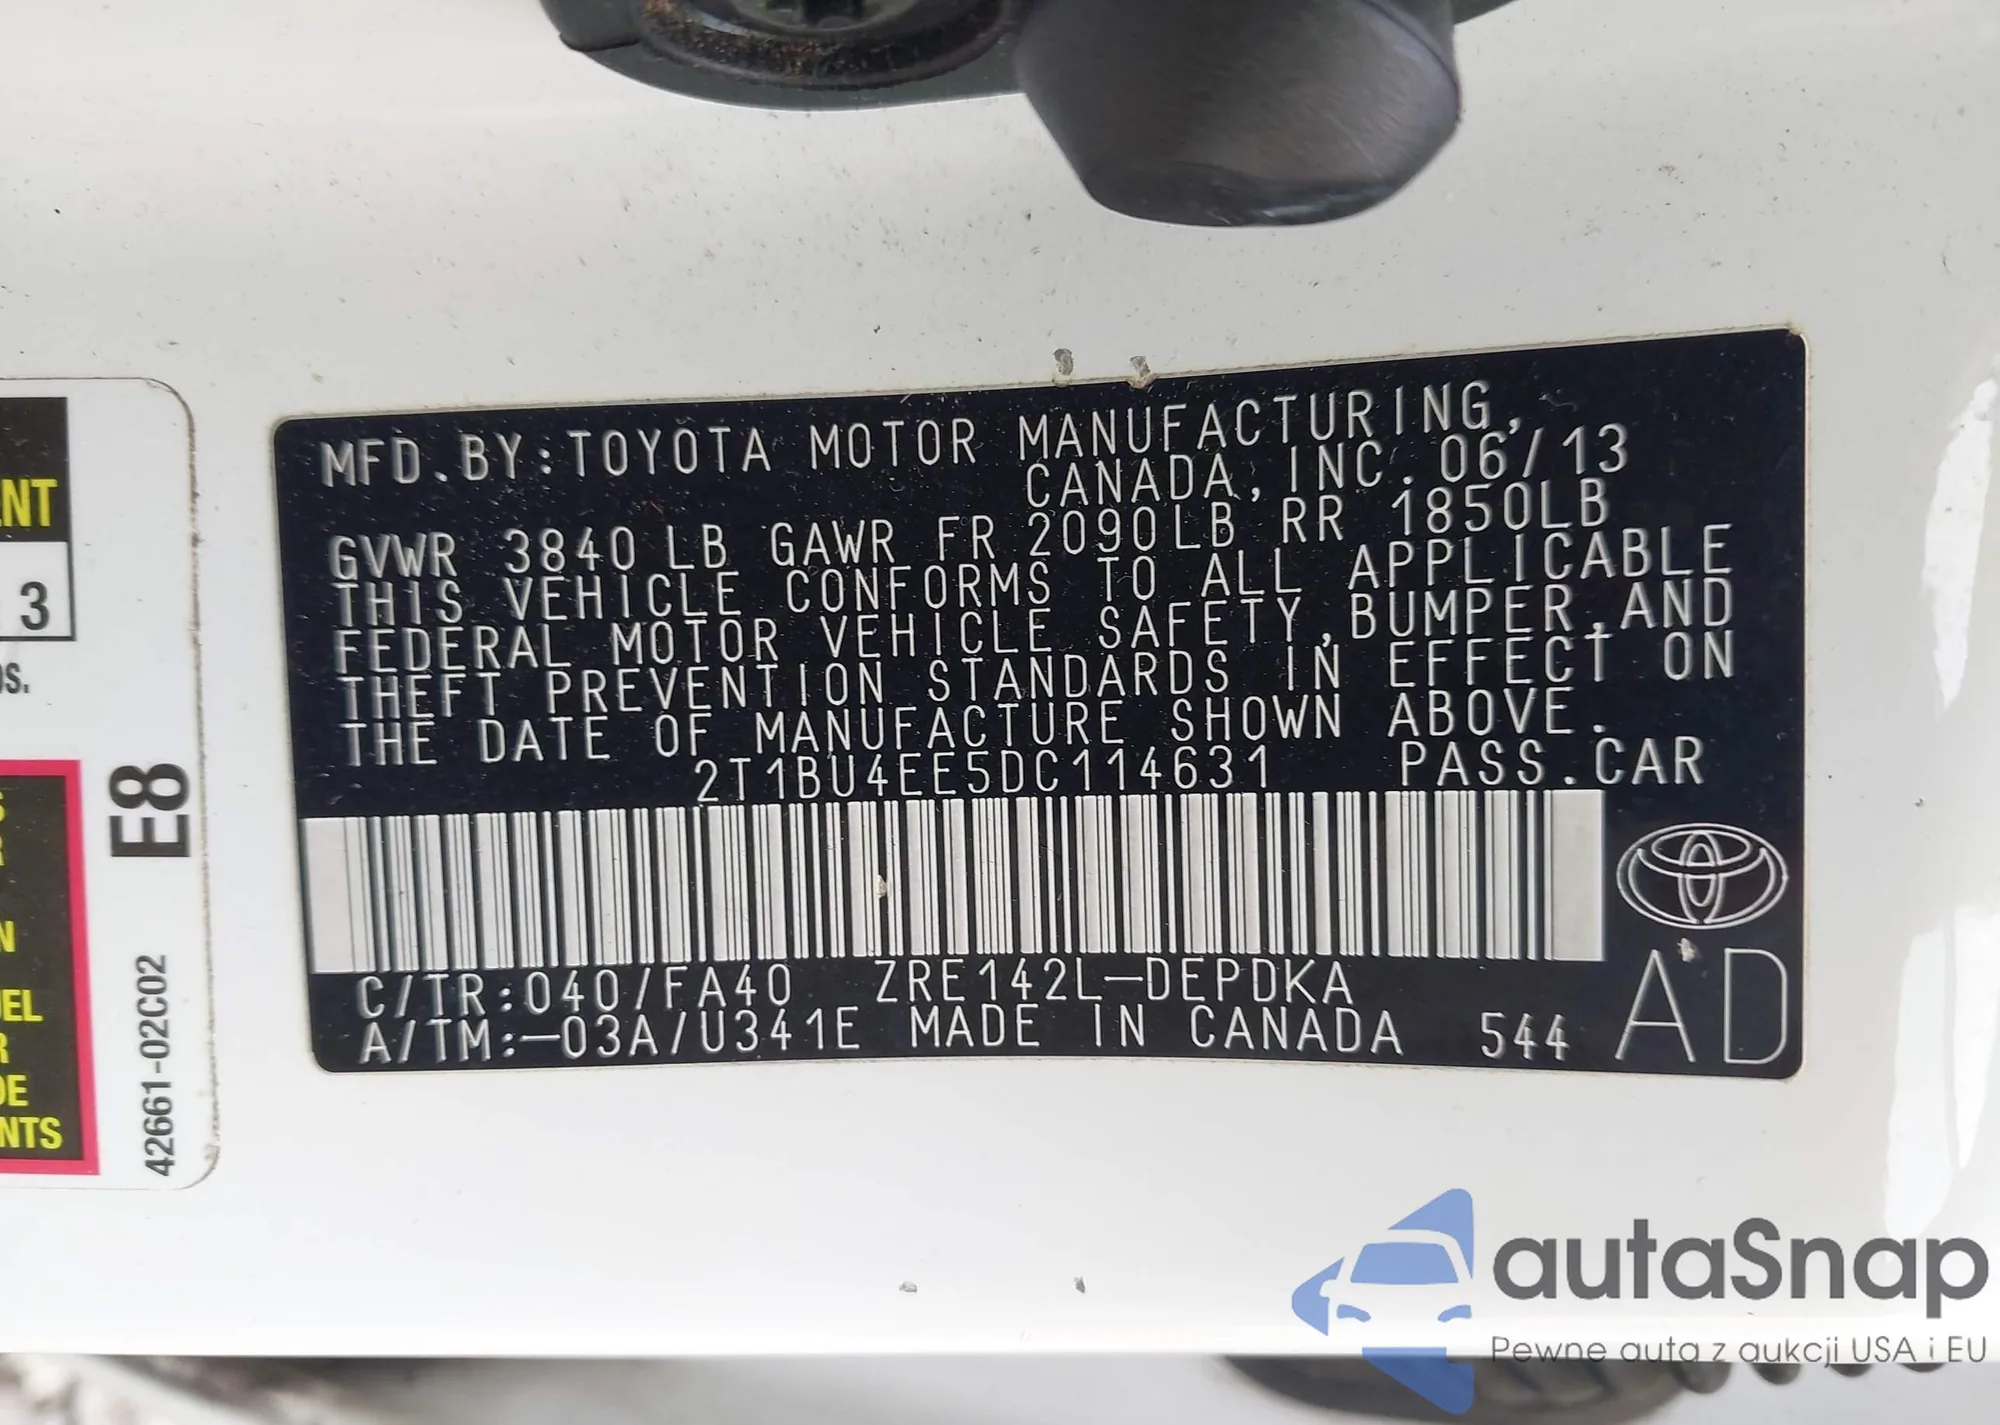 MFD.BY:TOYOTA MOTOR MANUFACTURING,
CANADA,INC.06/13
GVWR 3840LB GAWR FR 2090LB RR 1850LB
THIS VEHICLE CONFORMS TO ALL APPLICABLE
FEDERAL MOTOR VEHICLE SAFETY,BUMPER,AND
THEFT PREVENTION STANDARDS IN EFFECT ON
THE DATE OF MANUFACTURE SHOWN ABOVE.
2T1BU4EE5DC114631 PASS.CAR
C/TR:040/FA40 ZRE142L-DEPDKA
A/TM:-03A/U341E MADE IN CANADA 544 AD
3
E8
42661-02C02
autaSnap
Pewne auta z aukcji USA i EU